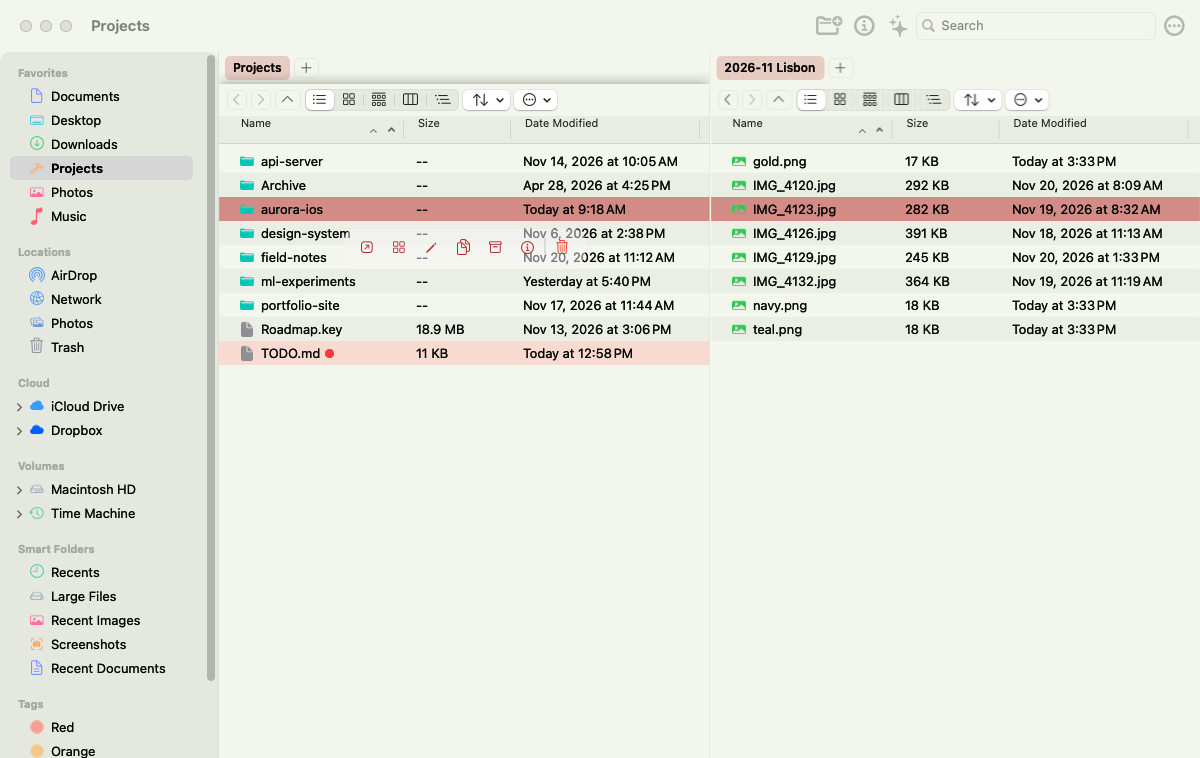 Projects
Search
Favorites
Documents
Desktop
Downloads
Projects
Photos
Music
Locations
AirDrop
Network
Photos
Trash
Cloud
iCloud Drive
Dropbox
Volumes
Macintosh HD
Time Machine
Smart Folders
Recents
Large Files
Recent Images
Screenshots
Recent Documents
Tags
Red
Orange
Projects
Name Size Date Modified
api-server -- Nov 14, 2026 at 10:05 AM
Archive -- Apr 28, 2026 at 4:25 PM
aurora-ios -- Today at 9:18 AM
design-system -- Nov 6, 2026 at 2:38 PM
field-notes -- Nov 20, 2026 at 11:12 AM
ml-experiments -- Yesterday at 5:40 PM
portfolio-site -- Nov 17, 2026 at 11:44 AM
Roadmap.key 18.9 MB Nov 13, 2026 at 3:06 PM
TODO.md 11 KB Today at 12:58 PM
2026-11 Lisbon
Name Size Date Modified
gold.png 17 KB Today at 3:33 PM
IMG_4120.jpg 292 KB Nov 20, 2026 at 8:09 AM
IMG_4123.jpg 282 KB Nov 19, 2026 at 8:32 AM
IMG_4126.jpg 391 KB Nov 18, 2026 at 11:13 AM
IMG_4129.jpg 245 KB Nov 20, 2026 at 1:33 PM
IMG_4132.jpg 364 KB Nov 19, 2026 at 11:19 AM
navy.png 18 KB Today at 3:33 PM
teal.png 18 KB Today at 3:33 PM